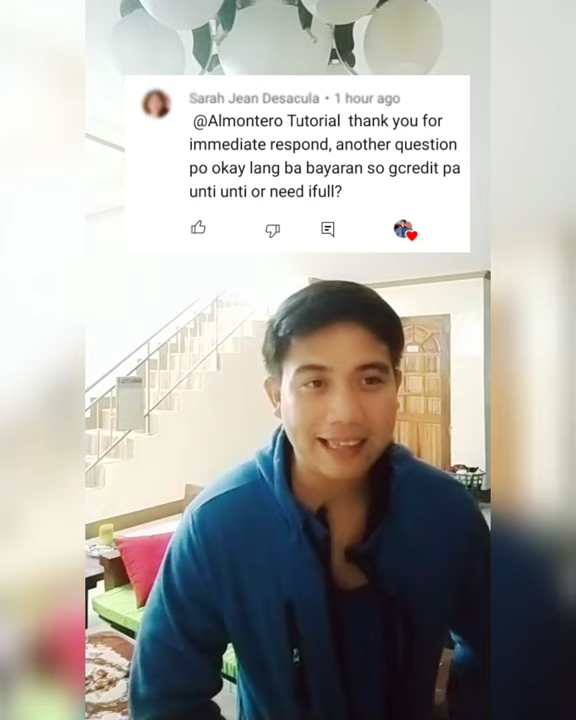 Sarah Jean Desacula • 1 hour ago
@Almontero Tutorial thank you for
immediate respond, another question
po okay lang ba bayaran so gcredit pa
unti unti or need ifull?